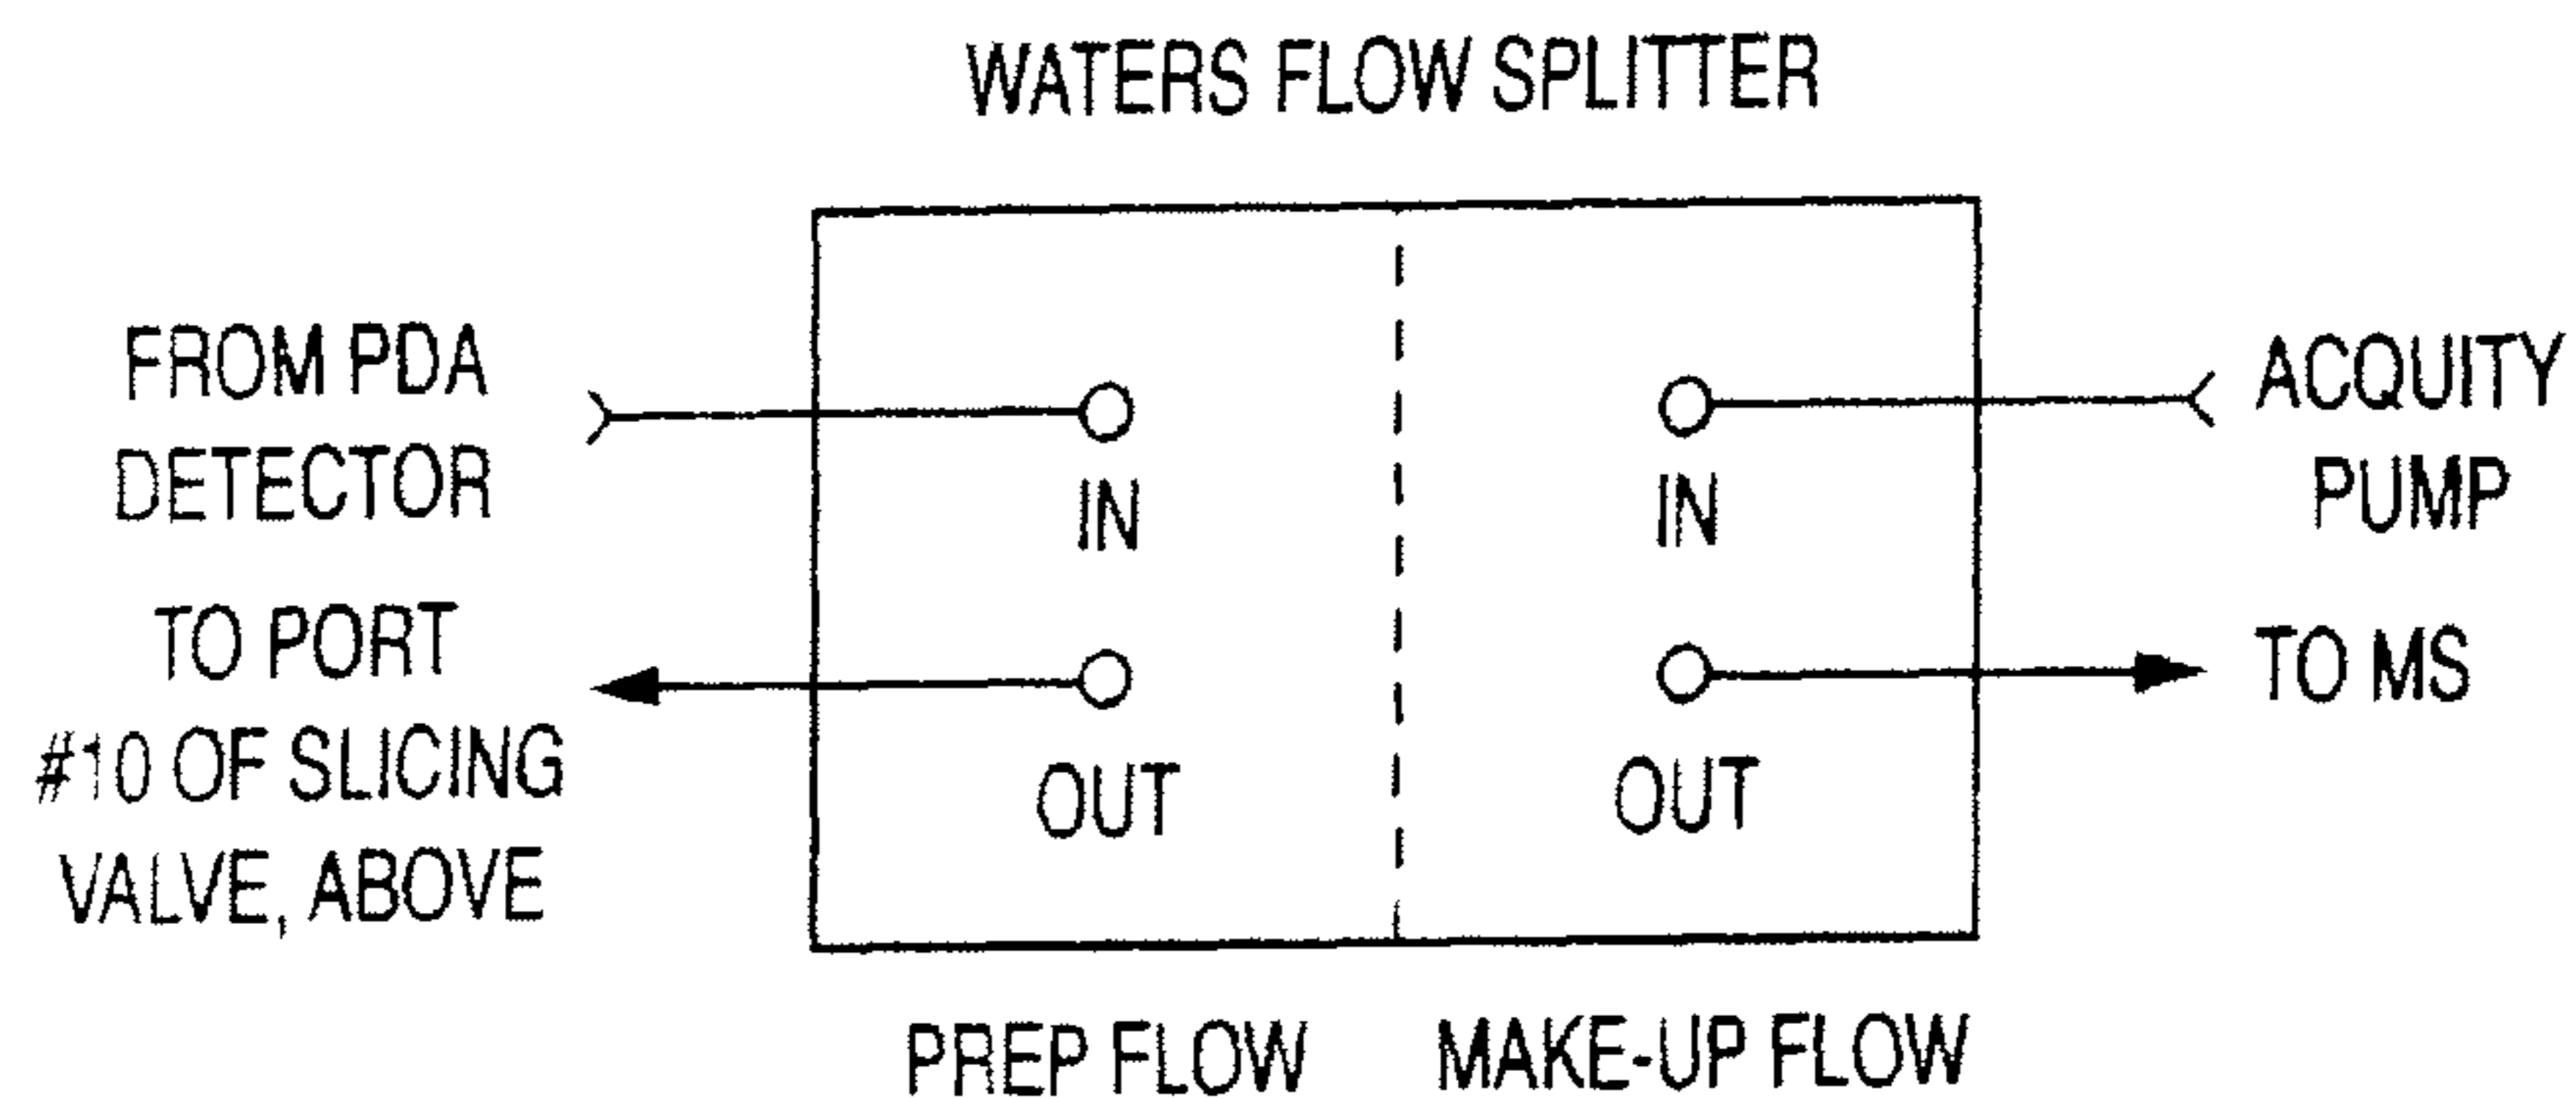 WATERS FLOW SPLITTER
FROM PDA
DETECTOR
TO PORT
#10 OF SLICING
VALVE, ABOVE
IN
OUT
IN
OUT
ACQUITY
PUMP
TO MS
PREP FLOW
MAKE-UP FLOW